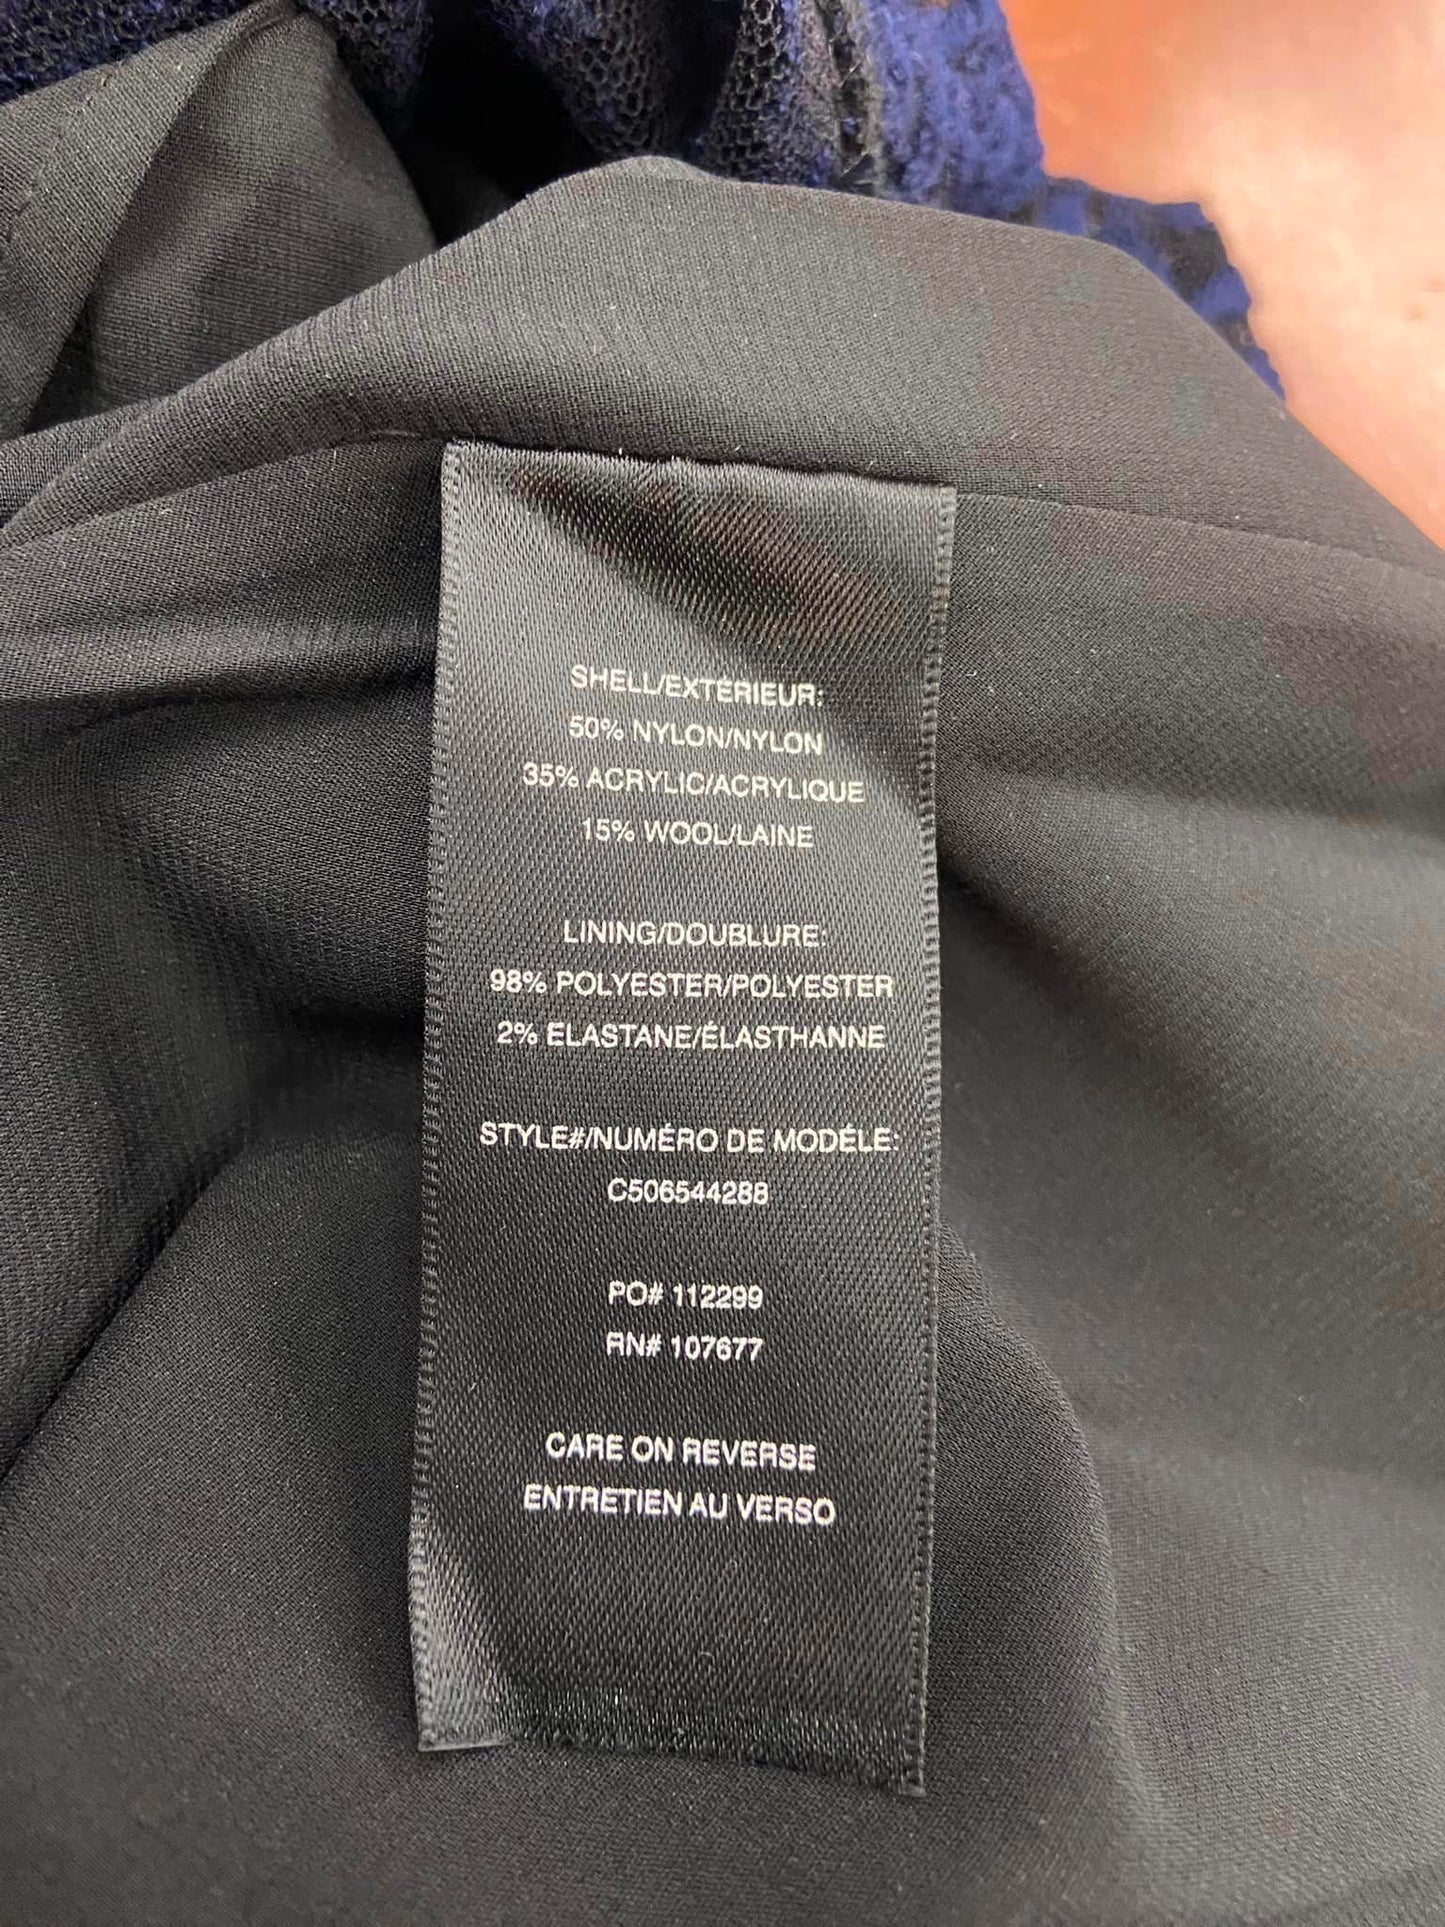 SHELL/EXTÉRIEUR:
50% NYLON/NYLON
35% ACRYLIC/ACRYLIQUE
15% WOOL/LAINE
LINING/DOUBLURE:
98% POLYESTER/POLYESTER
2% ELASTANE/ÉLASTHANNE
STYLE#/NUMÉRO DE MODÉLE:
C506544288
PO# 112299
RN# 107677
CARE ON REVERSE
ENTRETIEN AU VERSO